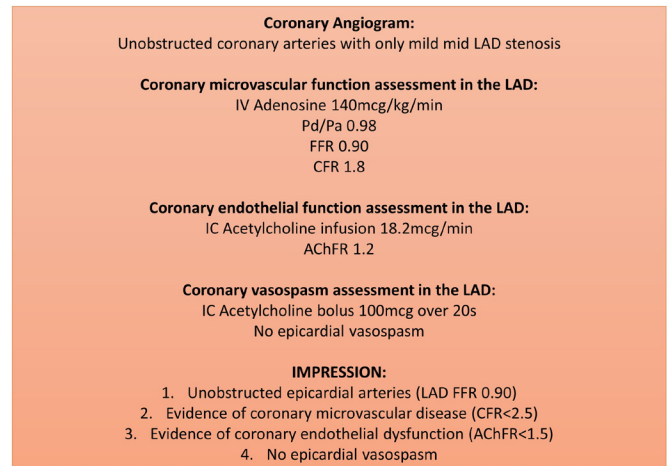 Coronary Angiogram:
Unobstructed coronary arteries with only mild mid LAD stenosis
Coronary microvascular function assessment in the LAD:
IV Adenosine 140mcg/kg/min
Pd/Pa 0.98
FFR 0.90
CFR 1.8
Coronary endothelial function assessment in the LAD:
IC Acetylcholine infusion 18.2mcg/min
AChFR 1.2
Coronary vasospasm assessment in the LAD:
IC Acetylcholine bolus 100mcg over 20s
No epicardial vasospasm
IMPRESSION:
1. Unobstructed epicardial arteries (LAD FFR 0.90)
2. Evidence of coronary microvascular disease (CFR<2.5)
3. Evidence of coronary endothelial dysfunction (AChFR<1.5)
4. No epicardial vasospasm